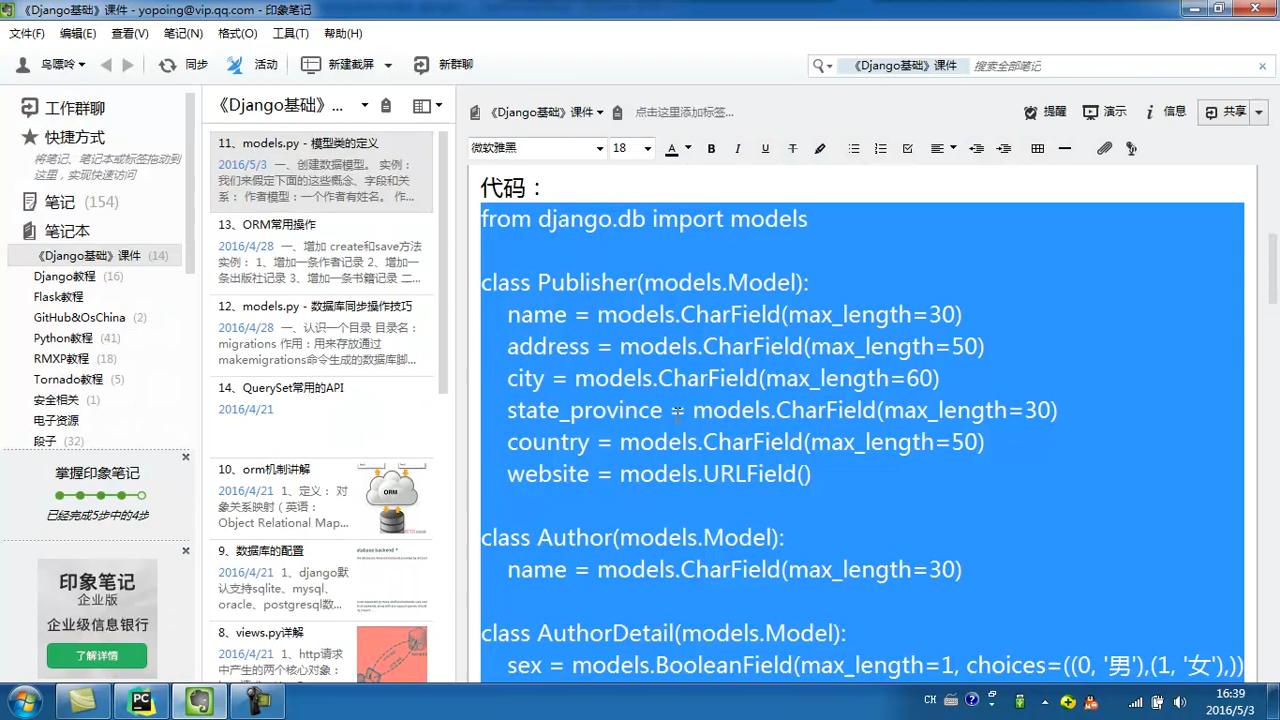 《Django基础》课件 - yopoing@vip.qq.com - 印象笔记
文件(F) 编辑(E) 查看(V) 笔记(N) 格式(O) 工具(T) 帮助(H)
鸟嘌呤 同步 活动 新建截屏 新群聊 《Django基础》课件 搜索全部笔记
工作群聊
快捷方式
将笔记、笔记本或标签拖动到
这里，实现快速访问
笔记 (154)
笔记本
《Django基础》课件 (14)
Django教程 (16)
Flask教程
GitHub&OsChina (2)
Python教程 (41)
RMXP教程 (18)
Tornado教程 (5)
安全相关 (1)
电子资源
段子 (32)
掌握印象笔记
已经完成5步中的4步
印象笔记
企业版
企业级信息银行
了解详情
《Django基础》...
11、models.py - 模型类的定义
2016/5/3 一、创建数据模型。 实例：
我们来假定下面的这些概念、字段和关
系： 作者模型：一个作者有姓名。 作...
13、ORM常用操作
2016/4/28 一、增加 create和save方法
实例： 1、增加一条作者记录 2、增加一
条出版社记录 3、增加一条书籍记录 二...
12、models.py - 数据库同步操作技巧
2016/4/28 一、认识一个目录 目录名：
migrations 作用：用来存放通过
makemigrations命令生成的数据库脚...
14、QuerySet常用的API
2016/4/21
10、orm机制讲解
2016/4/21 1、定义： 对
象关系映射（英语：
Object Relational Map...
ORM
9、数据库的配置
2016/4/21 1、django默
认支持sqlite、mysql、
oracle、postgresql数...
8、views.py详解
2016/4/21 1、http请求
中产生的两个核心对象：
《Django基础》课件 点击这里添加标签... 提醒 演示 信息 共享
微软雅黑 18
代码：
from django.db import models
class Publisher(models.Model):
name = models.CharField(max_length=30)
address = models.CharField(max_length=50)
city = models.CharField(max_length=60)
state_province = models.CharField(max_length=30)
country = models.CharField(max_length=50)
website = models.URLField()
class Author(models.Model):
name = models.CharField(max_length=30)
class AuthorDetail(models.Model):
sex = models.BooleanField(max_length=1, choices=((0, '男'),(1, '女'),))
CH 16:39
2016/5/3